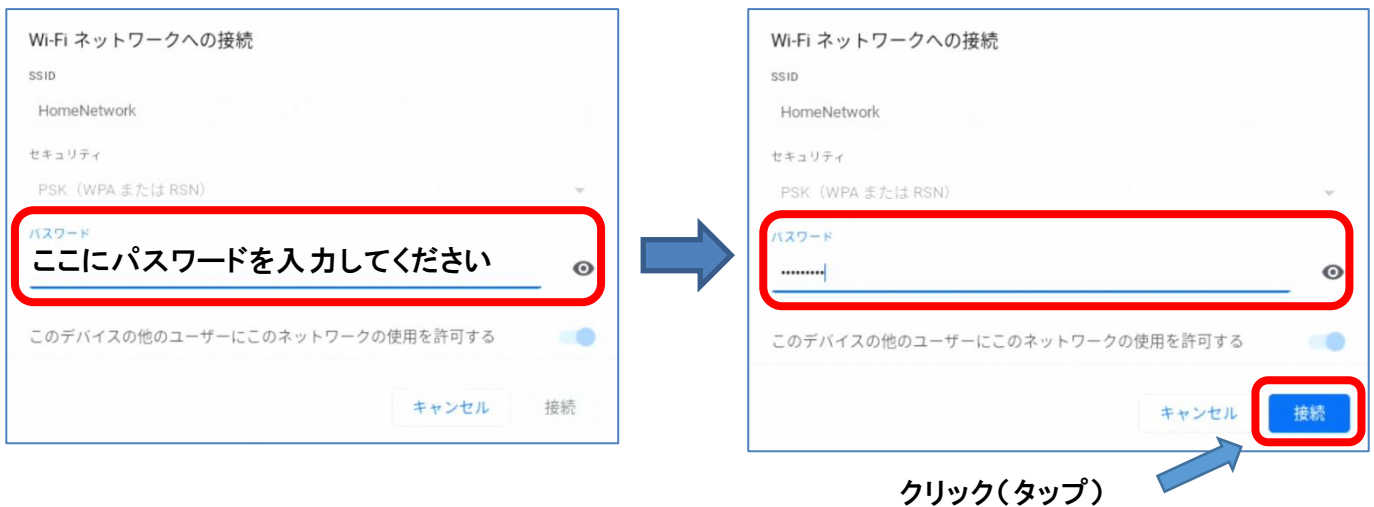 Wi-Fi ネットワークへの接続
SSID
HomeNetwork
セキュリティ
PSK（WPA または RSN）
パスワード
ここにパスワードを入力してください
このデバイスの他のユーザーにこのネットワークの使用を許可する
キャンセル
接続
Wi-Fi ネットワークへの接続
SSID
HomeNetwork
セキュリティ
PSK（WPA または RSN）
パスワード
•••••••••
このデバイスの他のユーザーにこのネットワークの使用を許可する
キャンセル
接続
クリック（タップ）